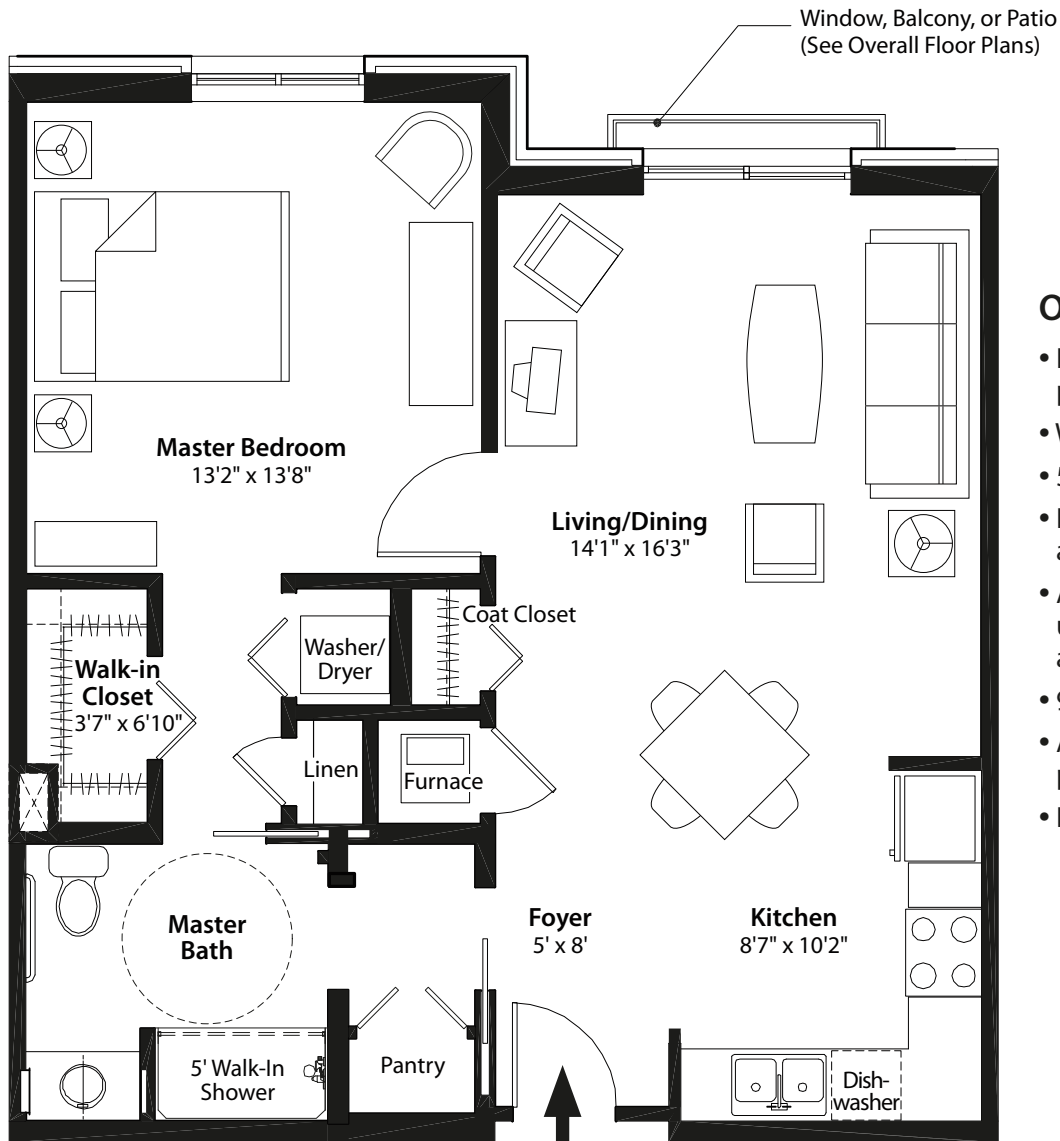 Window, Balcony, or Patio
(See Overall Floor Plans)
Master Bedroom
13'2" x 13'8"
Living/Dining
14'1" x 16'3"
Coat Closet
Washer/
Dryer
Walk-in
Closet
3'7" x 6'10"
Linen
Furnace
Master
Bath
Foyer
5' x 8'
Kitchen
8'7" x 10'2"
5' Walk-In
Shower
Pantry
Dish-
washer